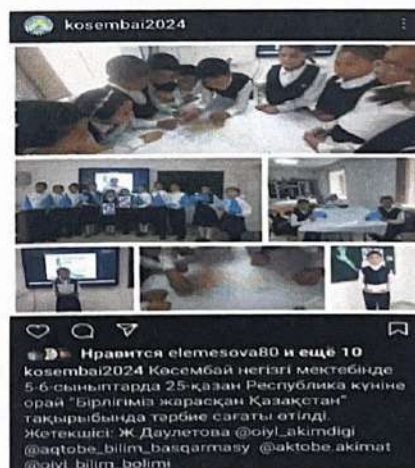 kosembai2024
Нравится elemesova80 и ещё 10
kosembai2024 Көсембай негізгі мектебінде
5-6-сыныптарда 25-қазан Республика күніне
орай "Бірлігіміз жарасқан Қазақстан"
тақырыбында тәрбие сағаты өтілді.
Жетекшісі: Ж.Даулетова @oiyl_akimdigi
@aqtobe_bilim_basqarmasy @aktobe.akimat
@oiyl_bilim_bolimi